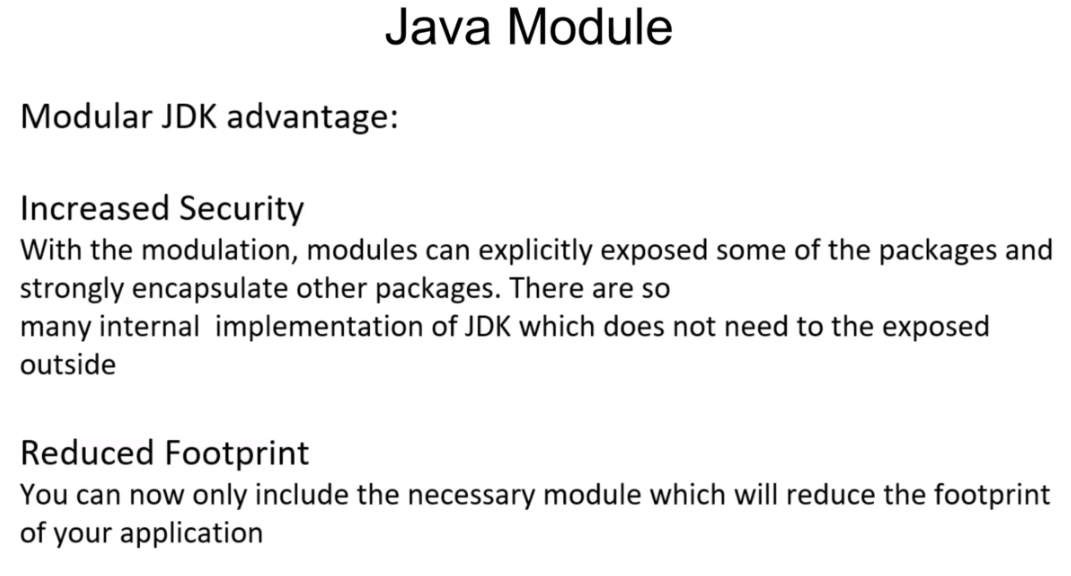 Java Module
Modular JDK advantage:
Increased Security
With the modulation, modules can explicitly exposed some of the packages and
strongly encapsulate other packages. There are so
many internal  implementation of JDK which does not need to the exposed
outside
Reduced Footprint
You can now only include the necessary module which will reduce the footprint
of your application